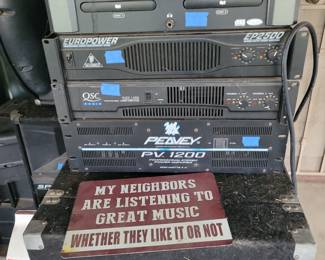 EUROPOWER EP2500
QSC
AUDIO
PEAVEY
PV-1200
MY NEIGHBORS
ARE LISTENING TO
GREAT MUSIC
WHETHER THEY LIKE IT OR NOT